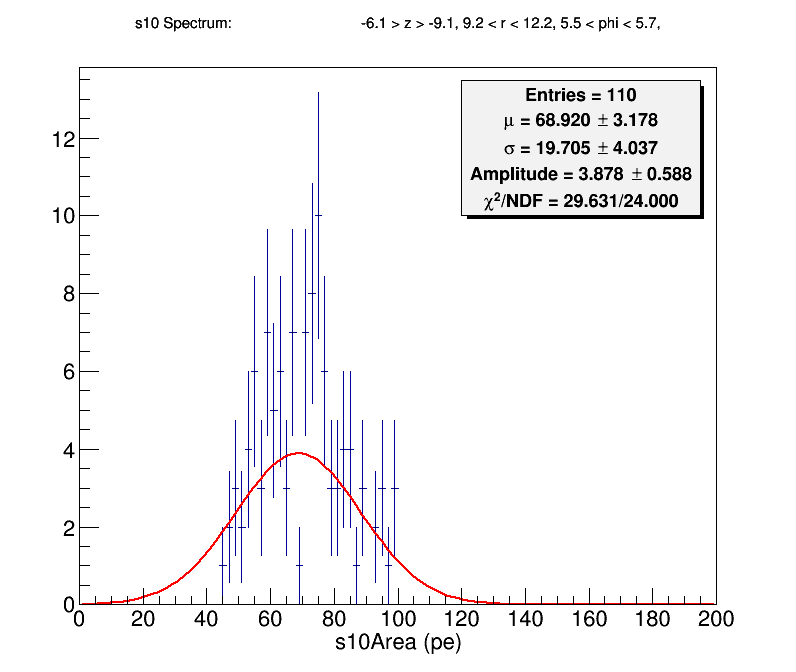 s10 Spectrum: -6.1 > z > -9.1, 9.2 < r < 12.2, 5.5 < phi < 5.7,
Entries = 110
μ = 68.920 ± 3.178
σ = 19.705 ± 4.037
Amplitude = 3.878 ± 0.588
χ²/NDF = 29.631/24.000
12
10
8
6
4
2
0
0 20 40 60 80 100 120 140 160 180 200
s10Area (pe)